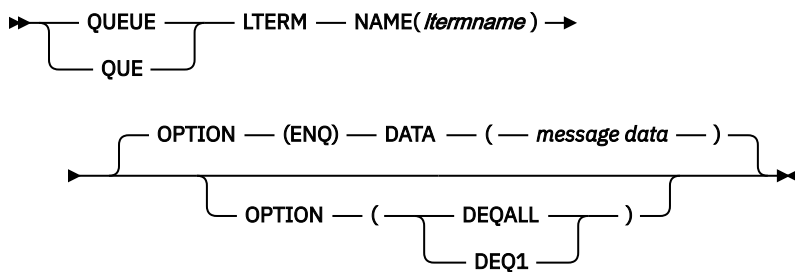 QUEUE LTERM NAME(ltermname)
QUE
OPTION (ENQ) DATA ( message data )
OPTION ( DEQALL )
DEQ1